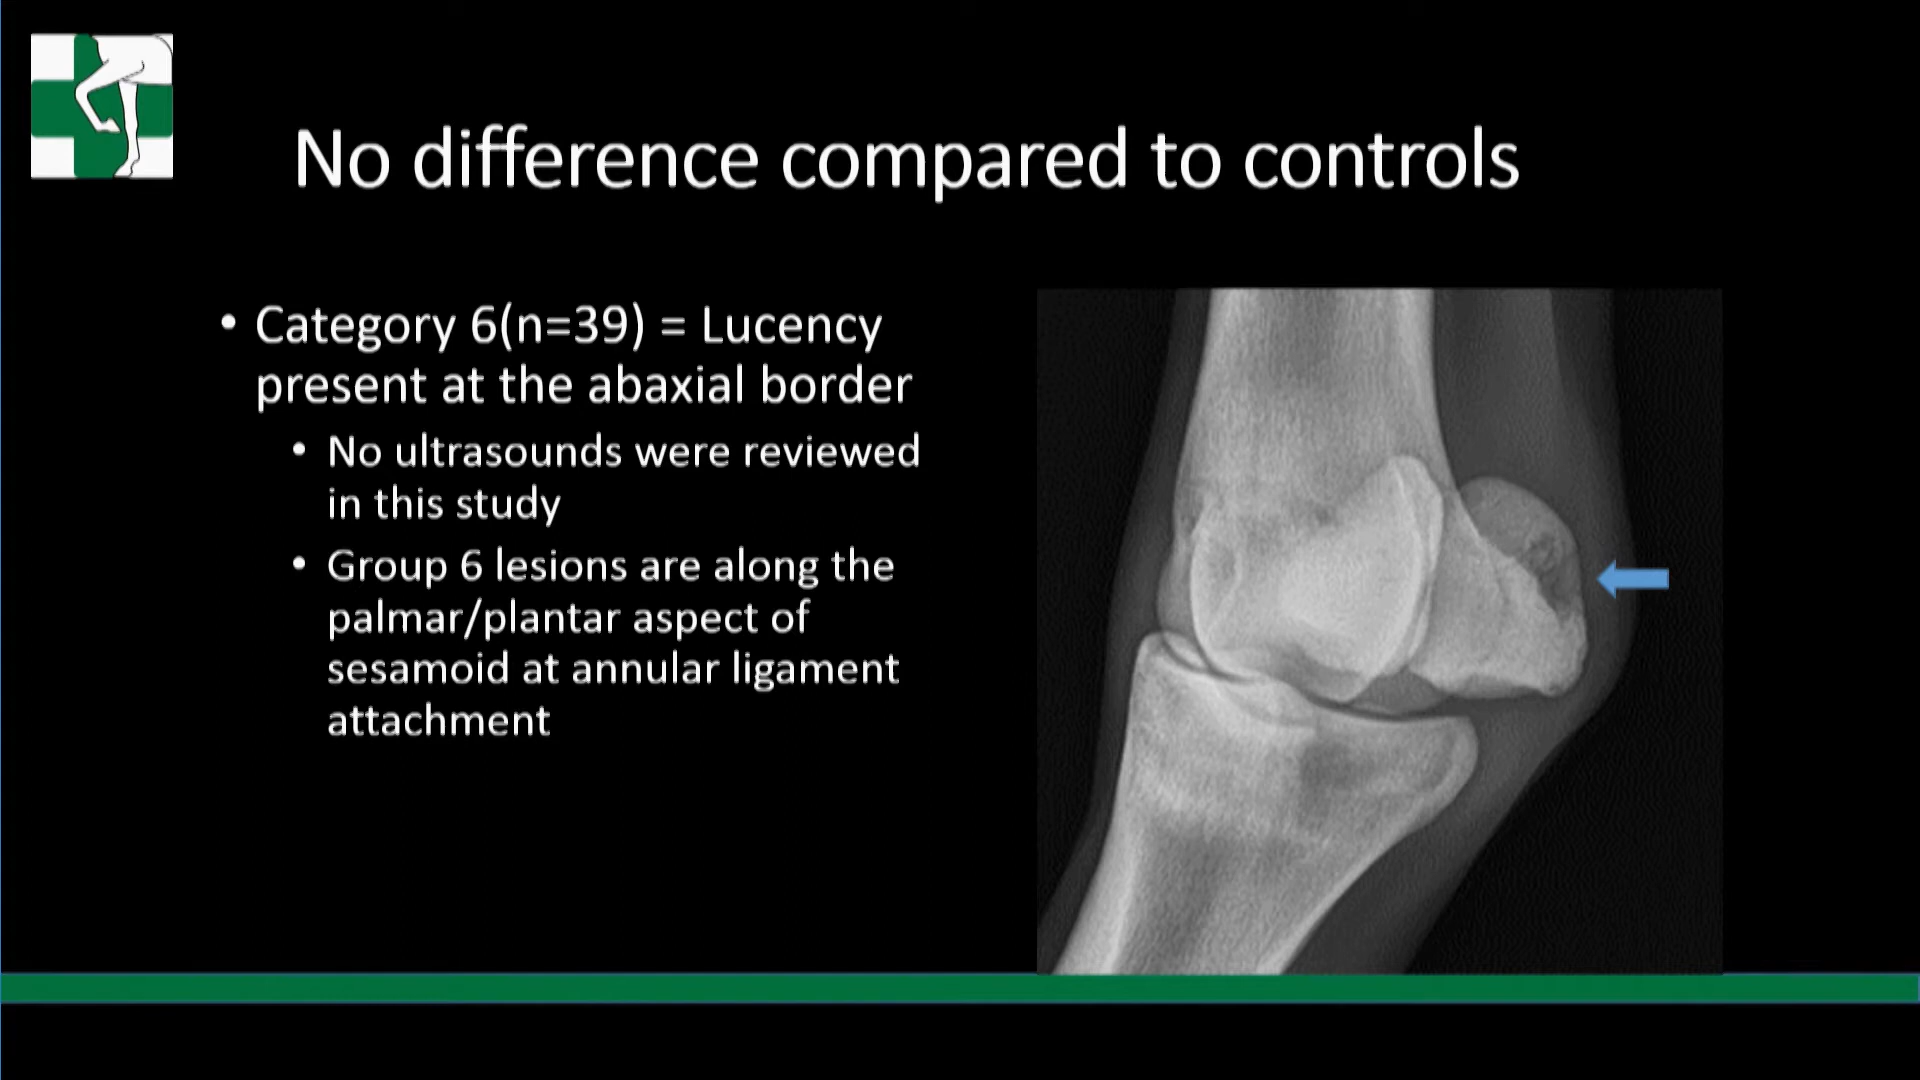 No difference compared to controls
• Category 6(n=39) = Lucency
present at the abaxial border
• No ultrasounds were reviewed
in this study
• Group 6 lesions are along the
palmar/plantar aspect of
sesamoid at annular ligament
attachment